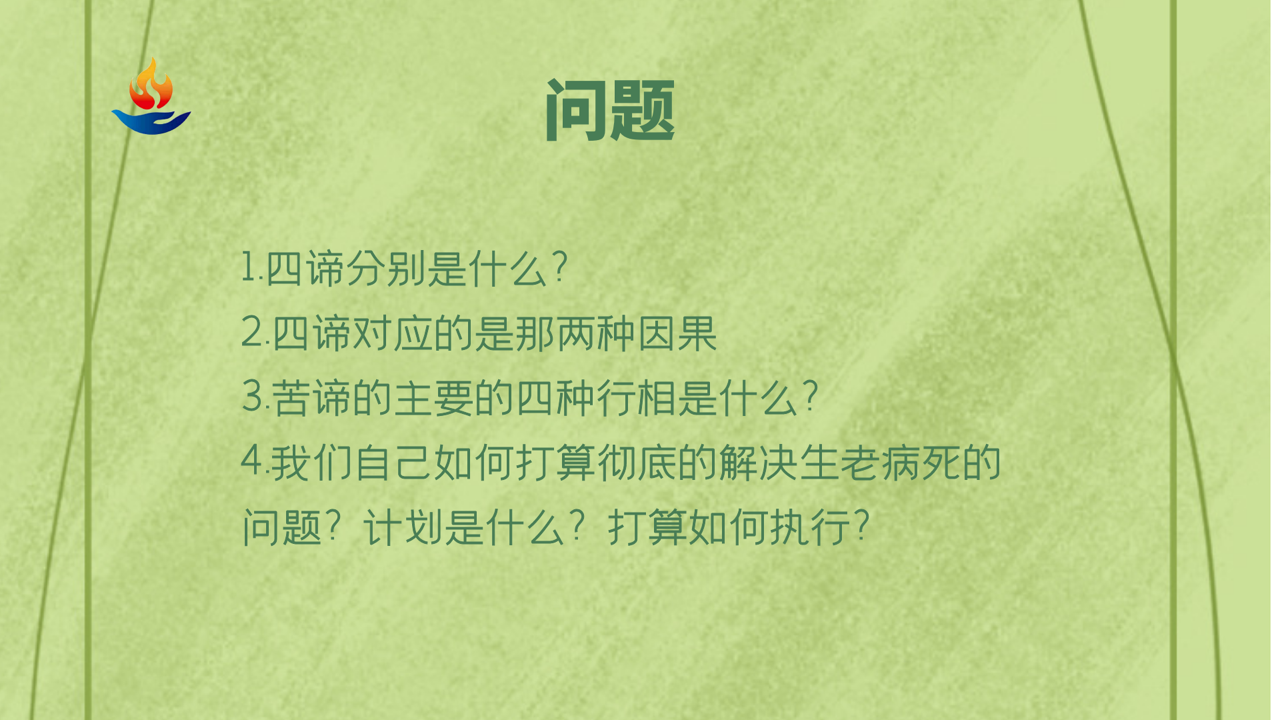 问题
1.四谛分别是什么？
2.四谛对应的是那两种因果
3.苦谛的主要的四种行相是什么？
4.我们自己如何打算彻底的解决生老病死的
问题？计划是什么？打算如何执行？